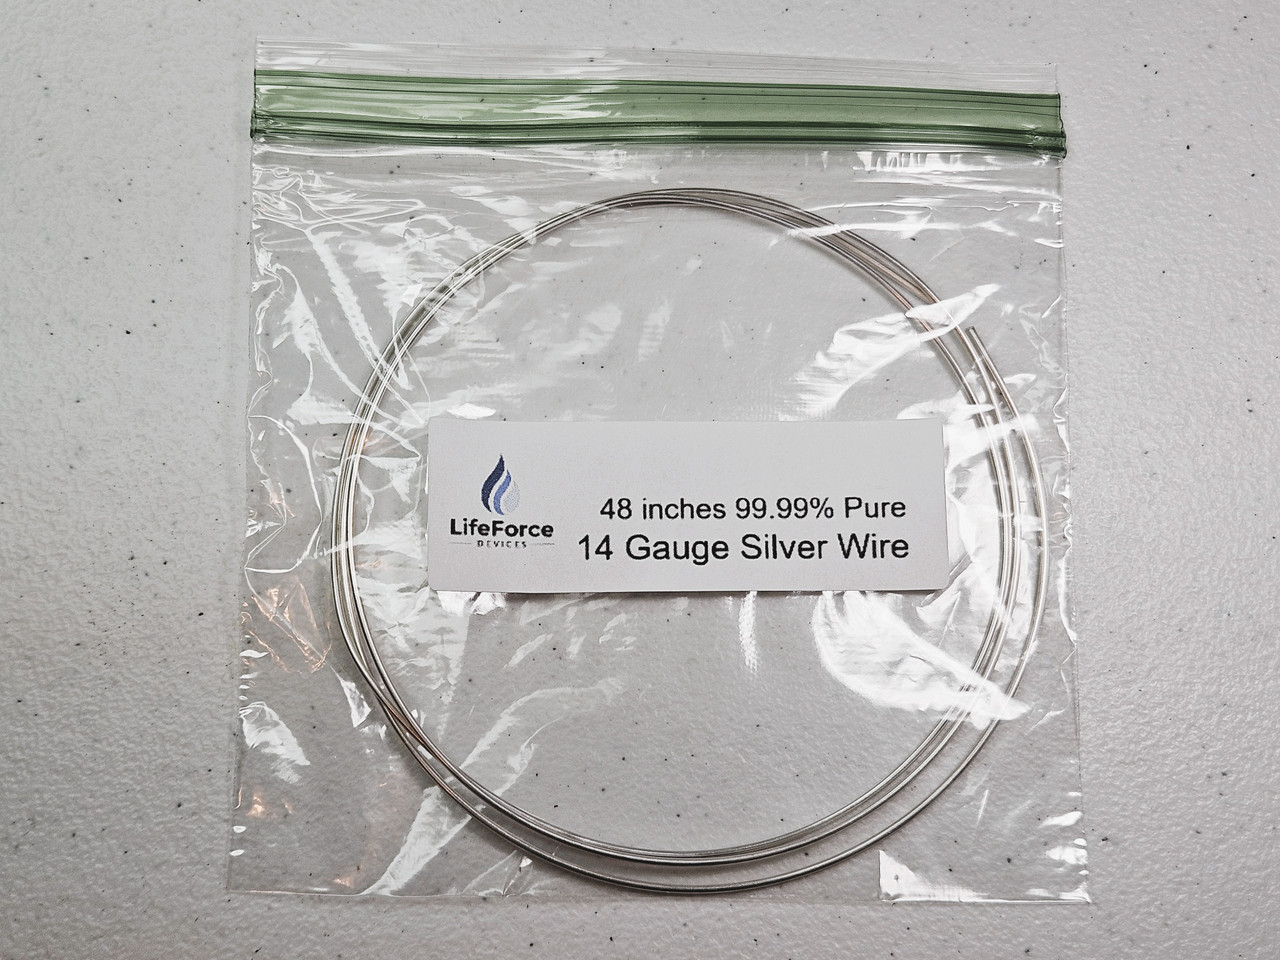 LifeForce
DEVICES
48 inches 99.99% Pure
14 Gauge Silver Wire